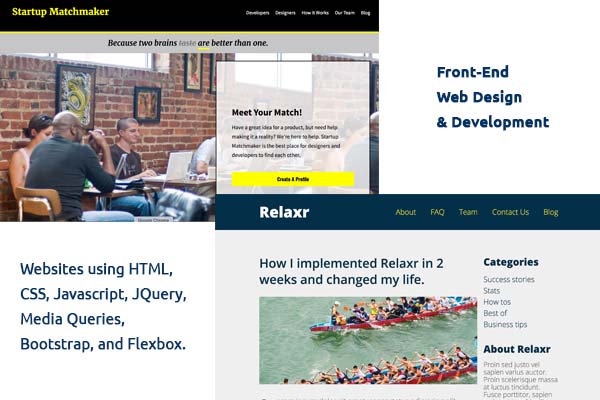 Startup Matchmaker
Developers Designers How It Works Our Team Blog
Because two brains taste are better than one.
Meet Your Match!
Have a great idea for a product, but need help
making it a reality? We're here to help. Startup
Matchmaker is the best place for designers and
developers to find each other.
Create A Profile
Google Chrome
Front-End
Web Design
& Development
Relaxr
About FAQ Team Contact Us Blog
How I implemented Relaxr in 2
weeks and changed my life.
Categories
Success stories
Stats
How tos
Best of
Business tips
About Relaxr
Proin sed justo vel
sapien varius auctor.
Proin scelerisque massa
at luctus tincidunt.
Fusce porttitor, sapien
Websites using HTML,
CSS, Javascript, JQuery,
Media Queries,
Bootstrap, and Flexbox.